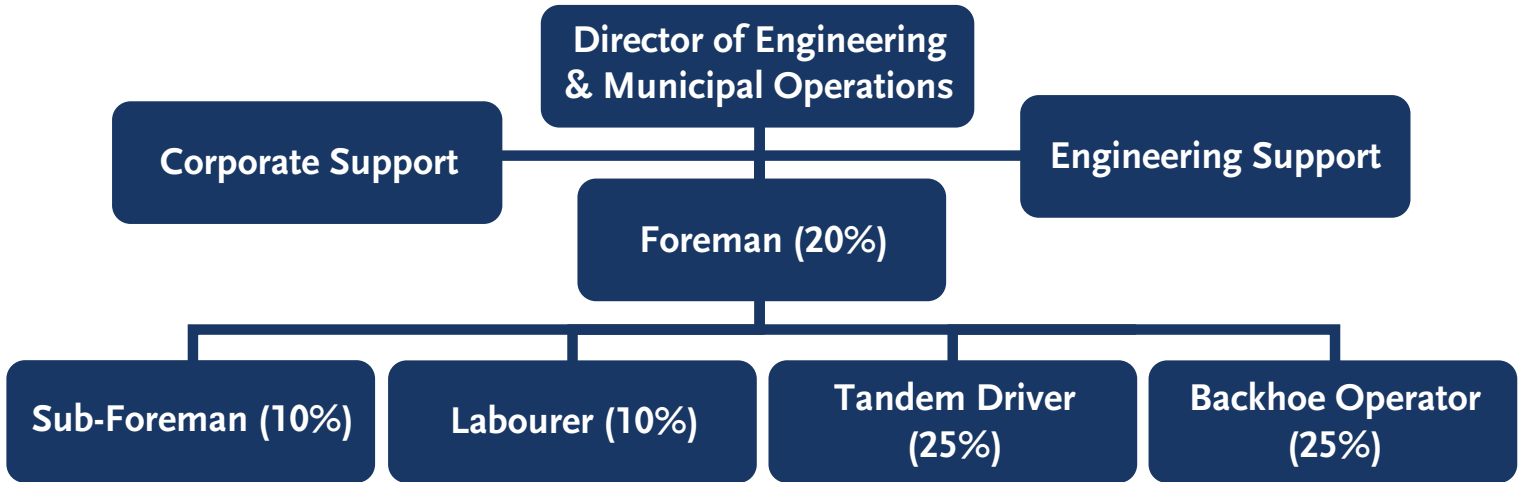 Director of Engineering
& Municipal Operations
Corporate Support
Engineering Support
Foreman (20%)
Sub-Foreman (10%)
Labourer (10%)
Tandem Driver
(25%)
Backhoe Operator
(25%)